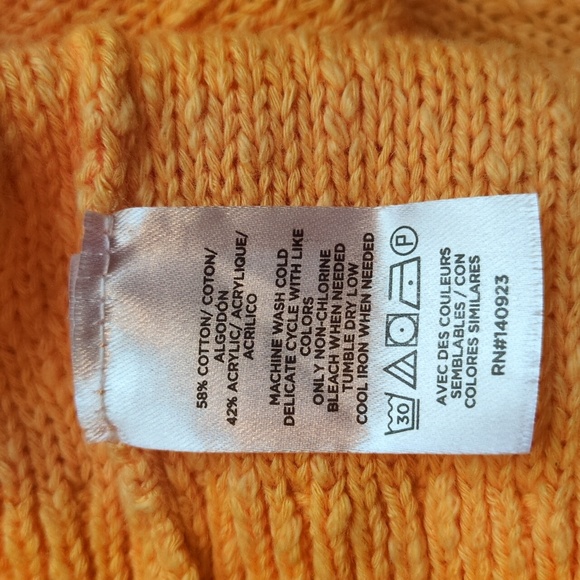 58% COTTON/ COTON/
ALGODÓN
42% ACRYLIC/ ACRYLIQUE/
ACRILICO
MACHINE WASH COLD
DELICATE CYCLE WITH LIKE
COLORS
ONLY NON-CHLORINE
BLEACH WHEN NEEDED
TUMBLE DRY LOW
COOL IRON WHEN NEEDED
30 P
AVEC DES COULEURS
SEMBLABLES / CON
COLORES SIMILARES
RN#140923